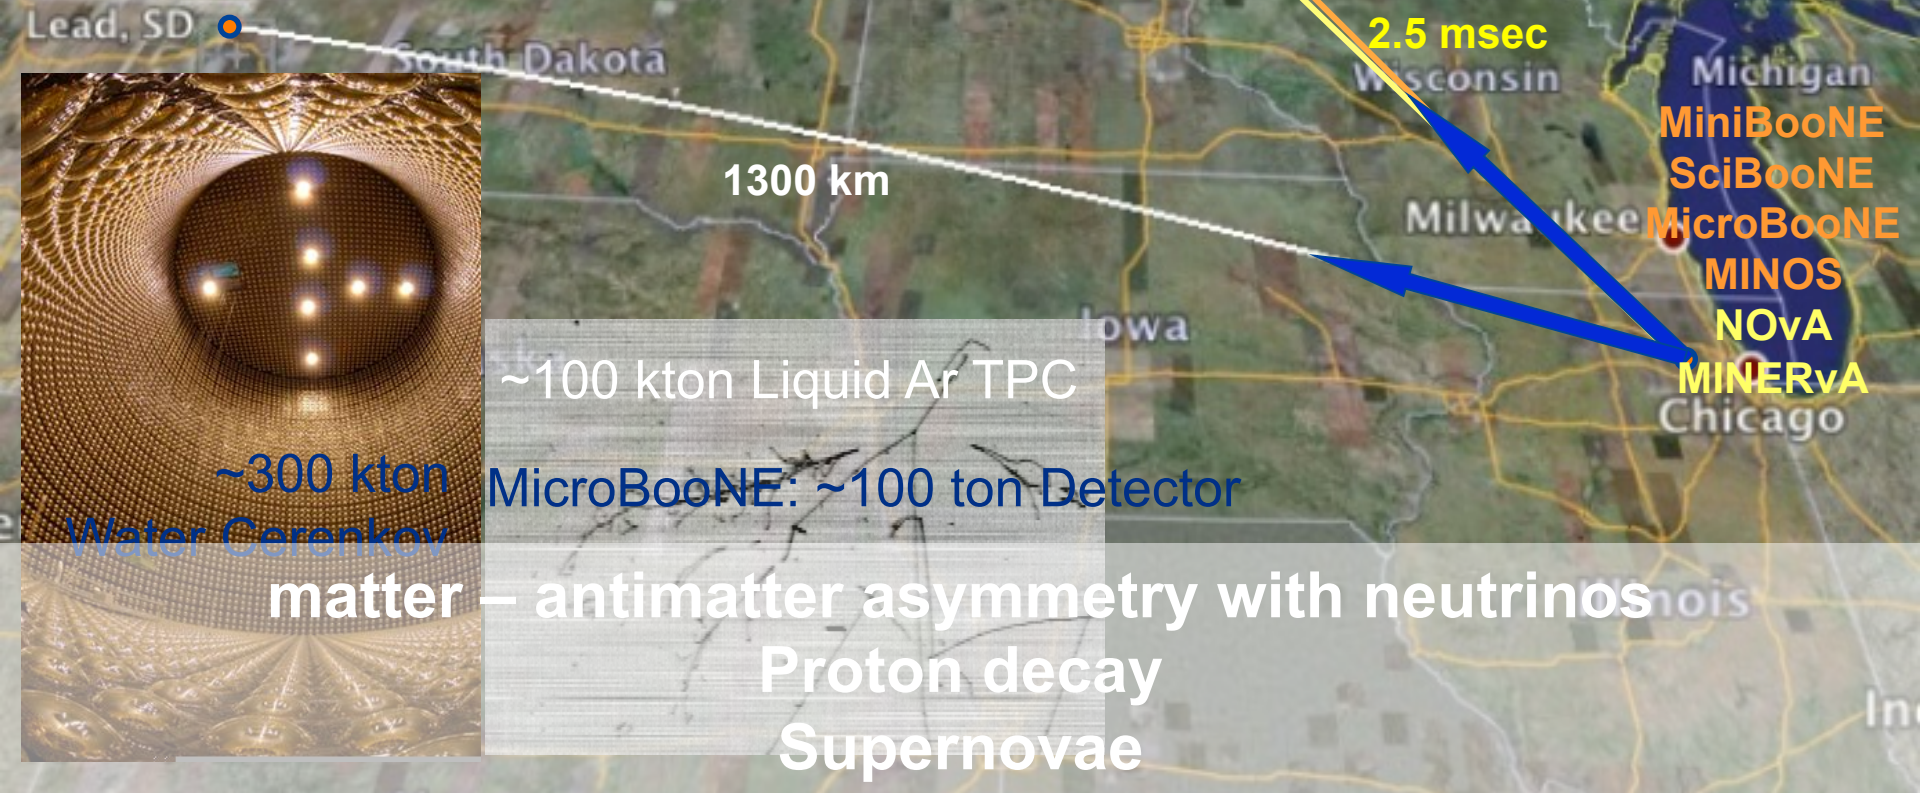 Lead, SD
2.5 msec
South Dakota
Wisconsin
Michigan
MiniBooNE
SciBooNE
1300 km
Milwaukee
MicroBooNE
MINOS
Iowa
NOvA
~100 kton Liquid Ar TPC
MINERvA
Chicago
~300 kton
Water Cerenkov
MicroBooNE: ~100 ton Detector
matter – antimatter asymmetry with neutrinos
Illinois
Proton decay
Supernovae